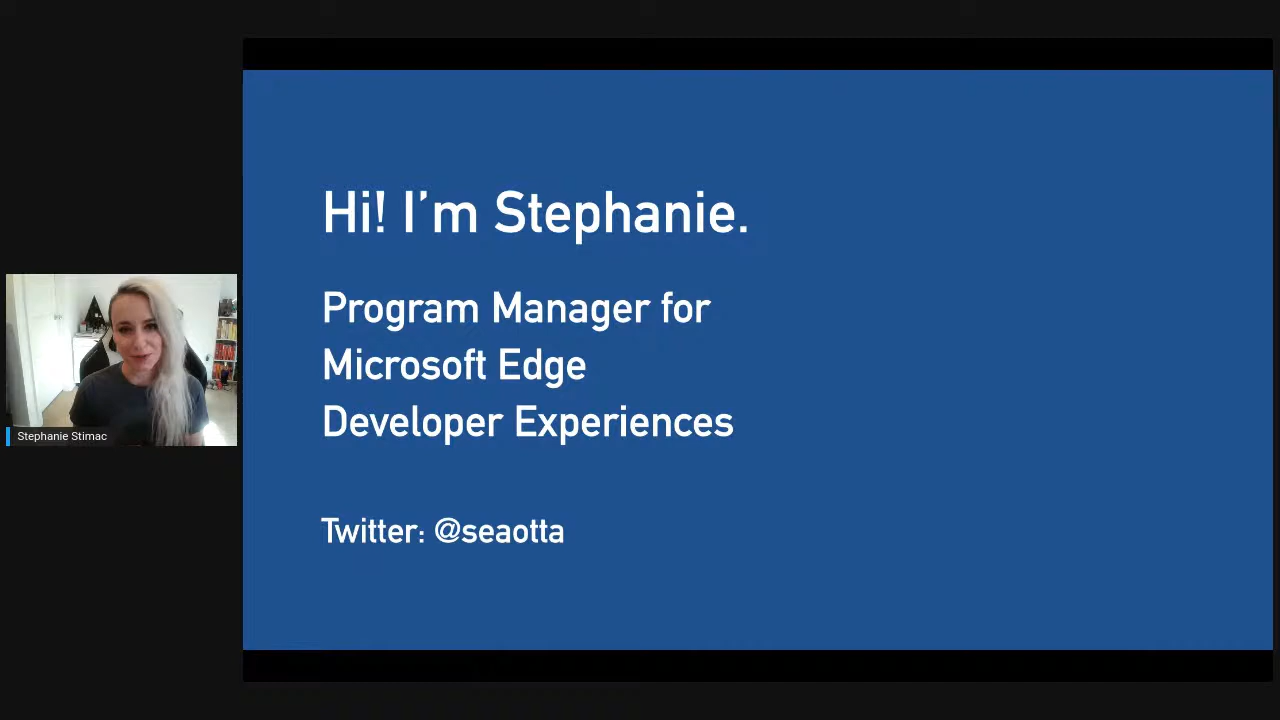 Hi! I'm Stephanie.
Program Manager for
Microsoft Edge
Developer Experiences
Twitter: @seaotta
Stephanie Stimac